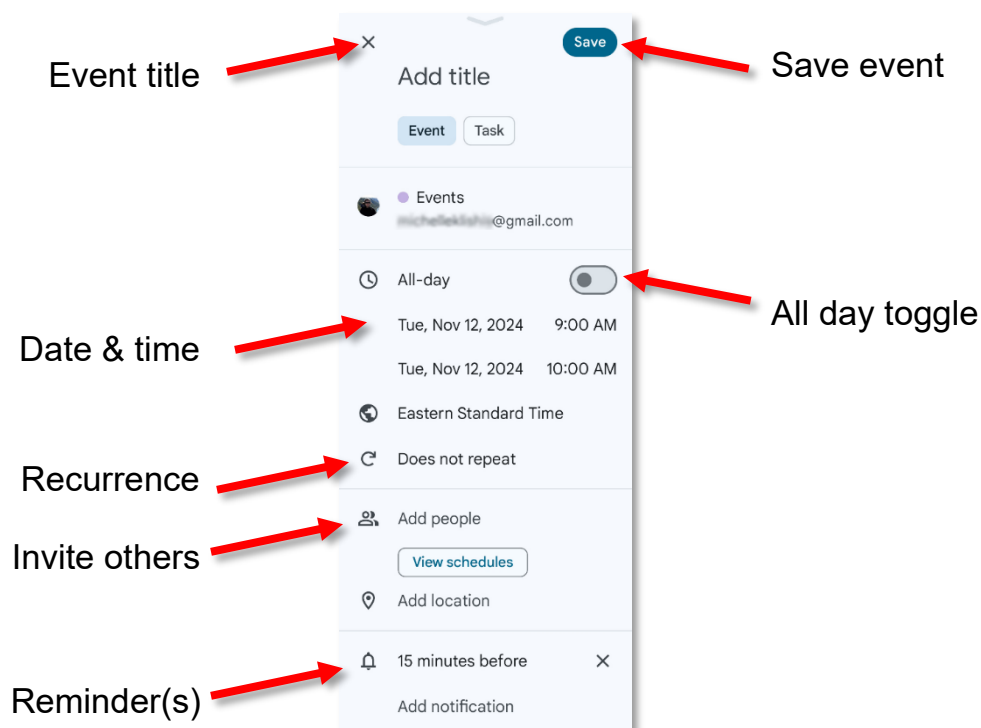 Save
Event title
Save event
Add title
Event Task
Events
@gmail.com
All-day
All day toggle
Tue, Nov 12, 2024 9:00 AM
Date & time
Tue, Nov 12, 2024 10:00 AM
Eastern Standard Time
Does not repeat
Recurrence
Add people
Invite others
View schedules
Add location
15 minutes before
Reminder(s)
Add notification